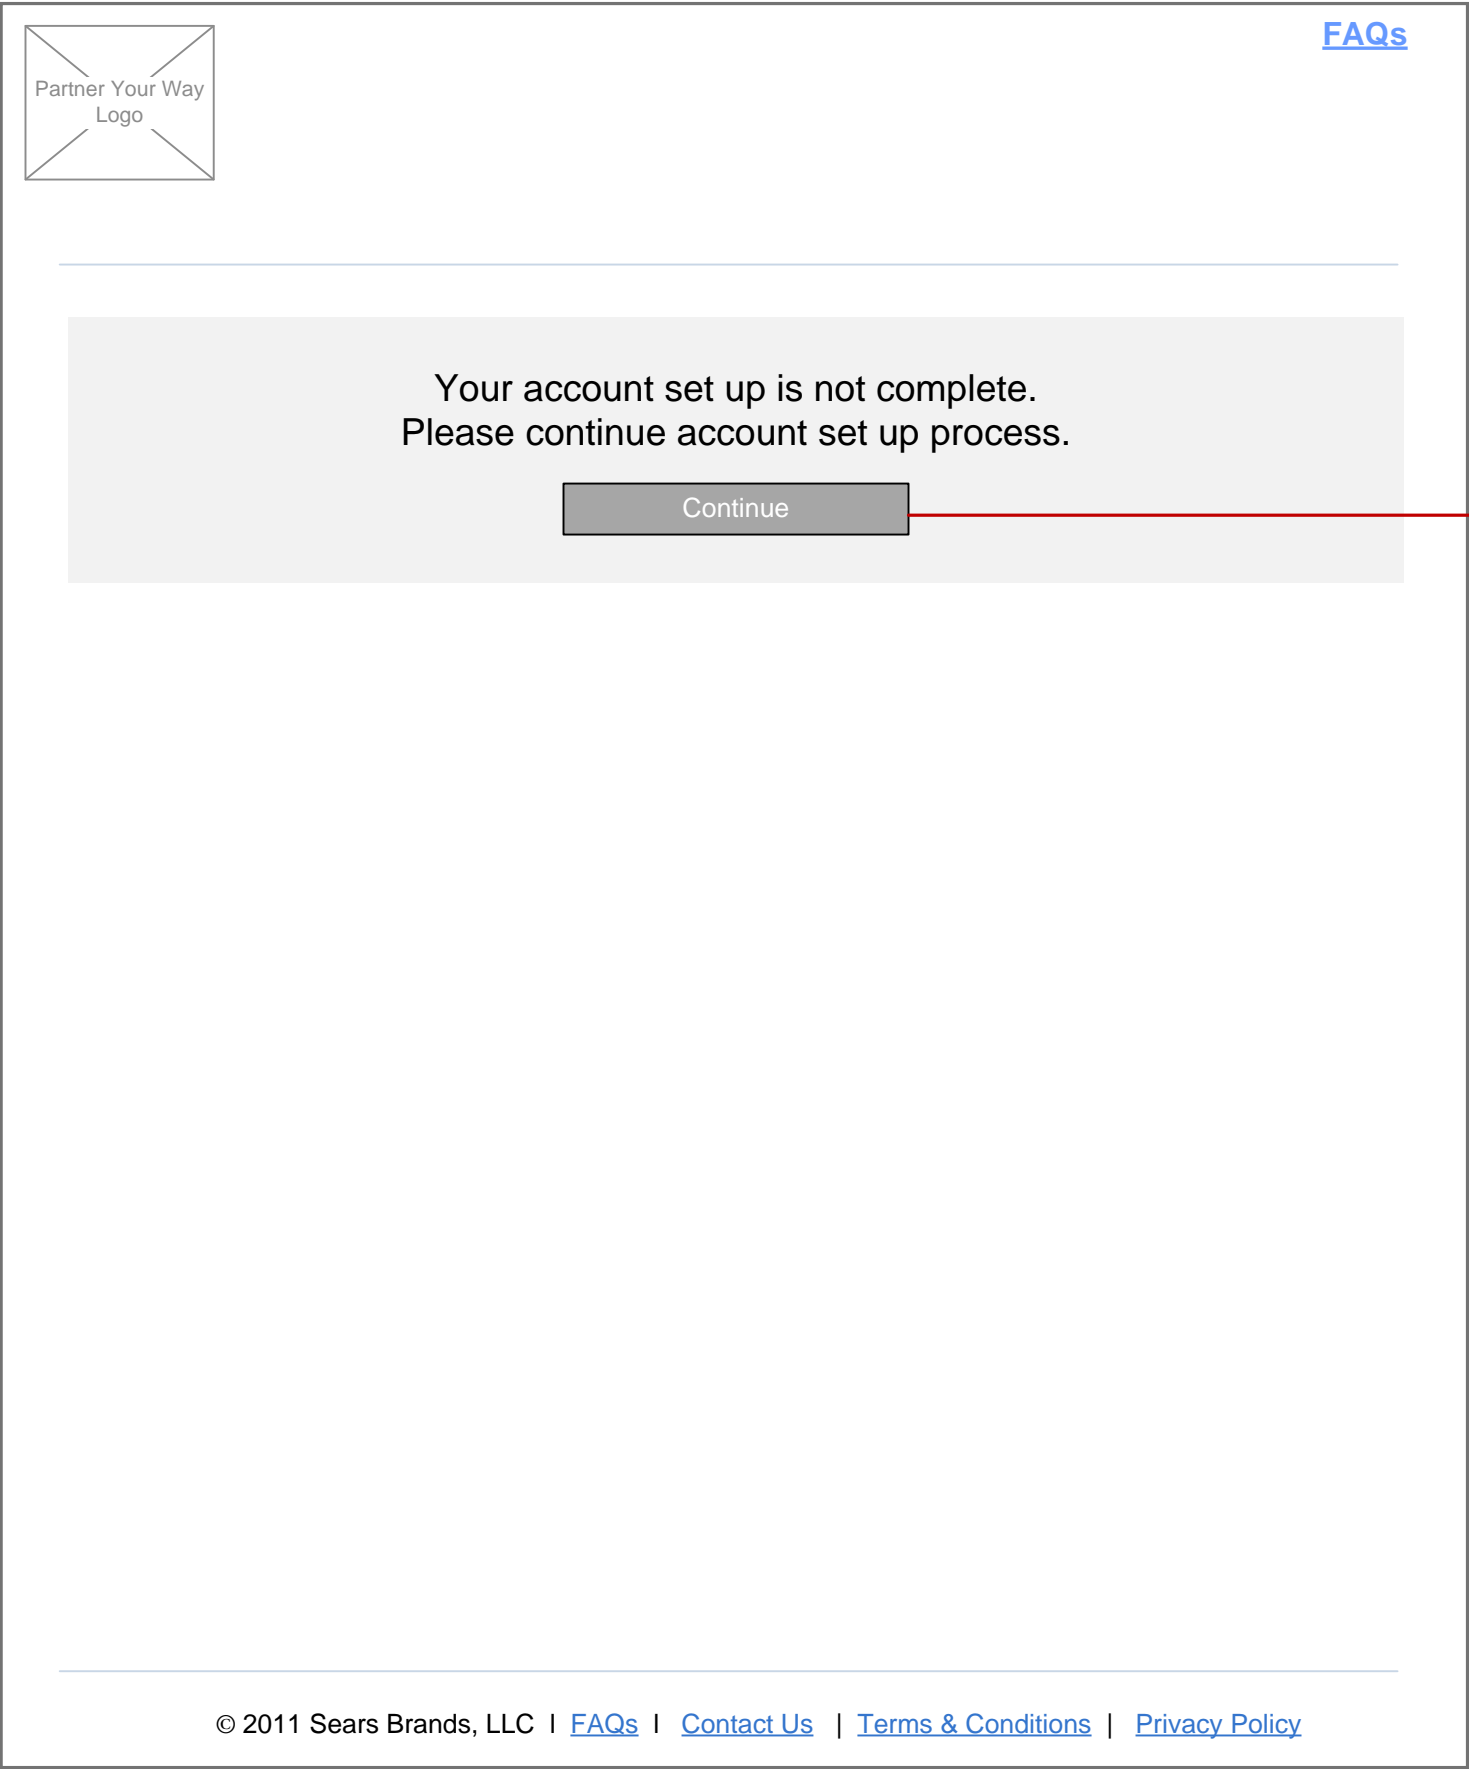 FAQs
Partner Your Way
Logo
Your account set up is not complete.
Please continue account set up process.
Continue
© 2011 Sears Brands, LLC I FAQs I Contact Us | Terms & Conditions | Privacy Policy